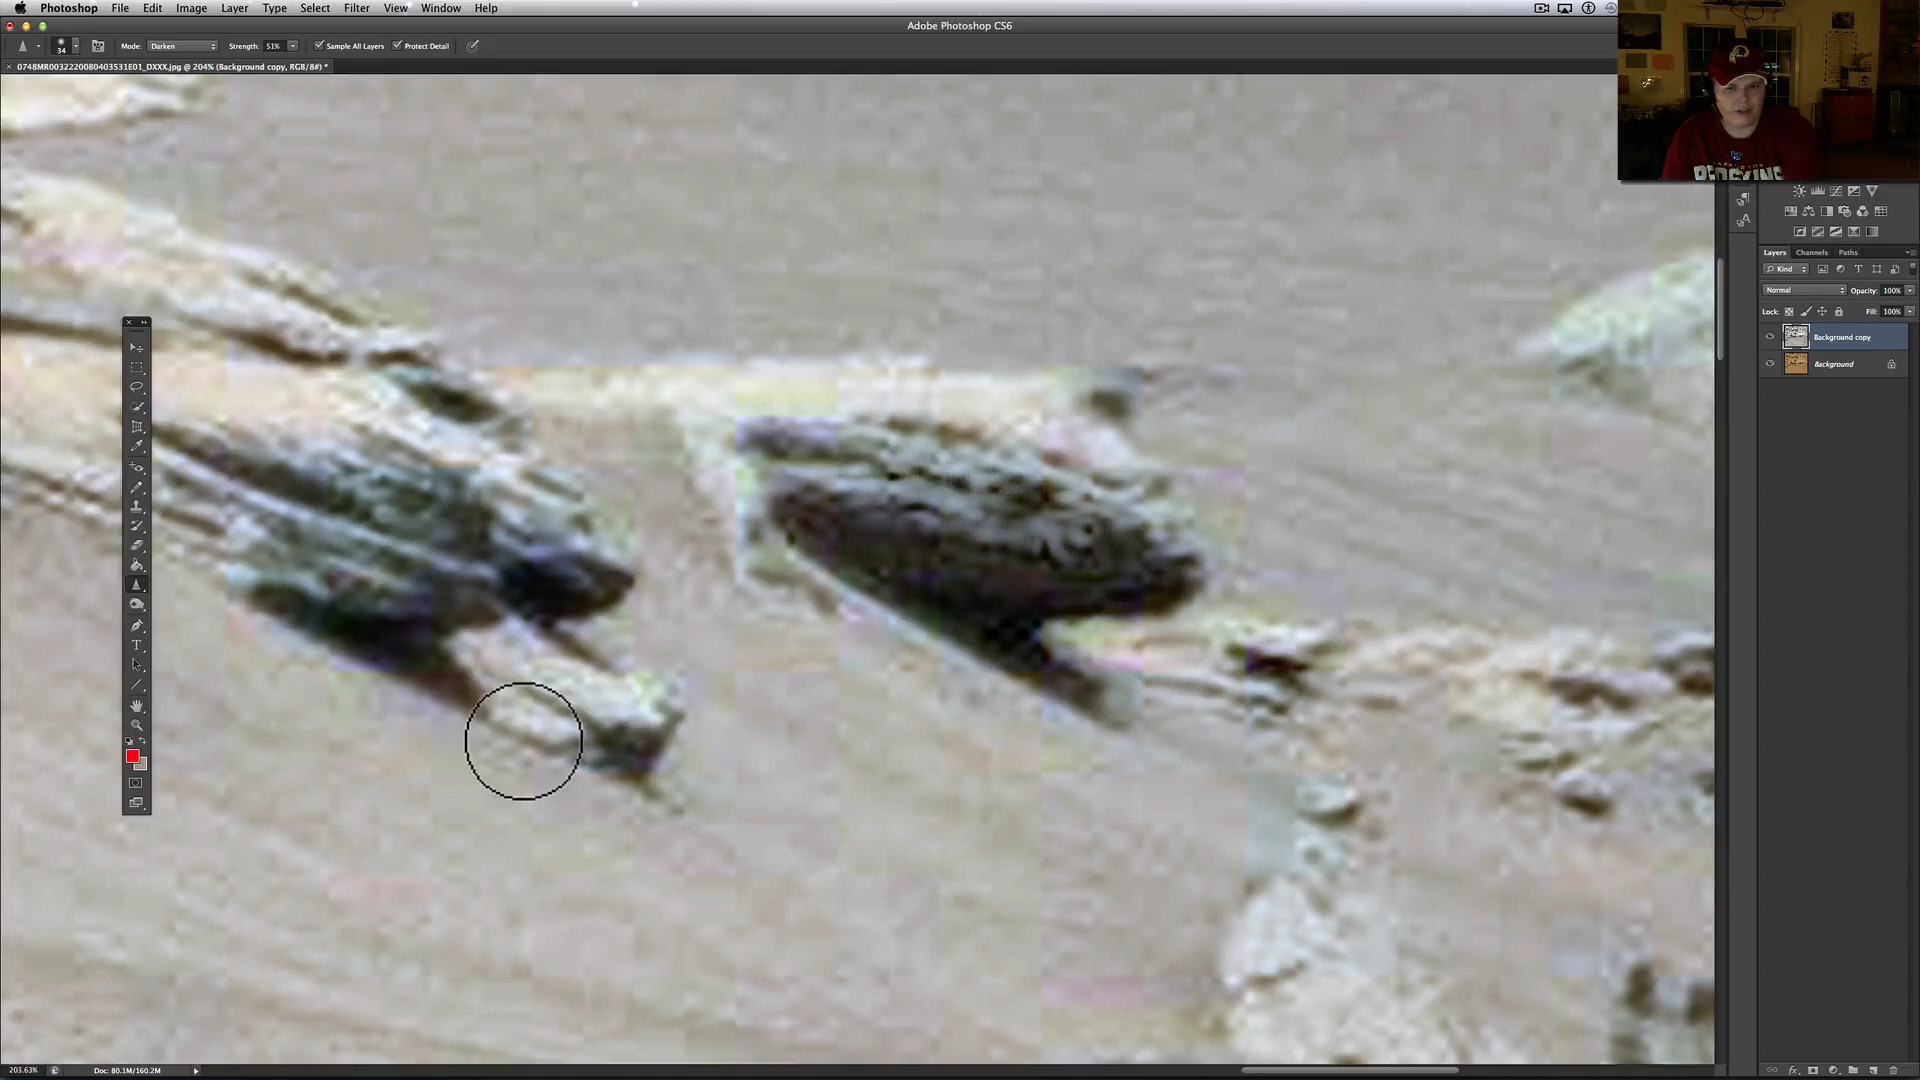 Photoshop File Edit Image Layer Type Select Filter View Window Help
Adobe Photoshop CS6
34 Mode: Darken Strength: 51% Sample All Layers Protect Detail
× 0748MR0032220080403531E01_DXXX.jpg @ 204% (Background copy, RGB/8#) *
REDSKINS
Layers Channels Paths
Kind
Normal Opacity: 100%
Lock: Fill: 100%
Background copy
Background
203.63% Doc: 80.1M/160.2M